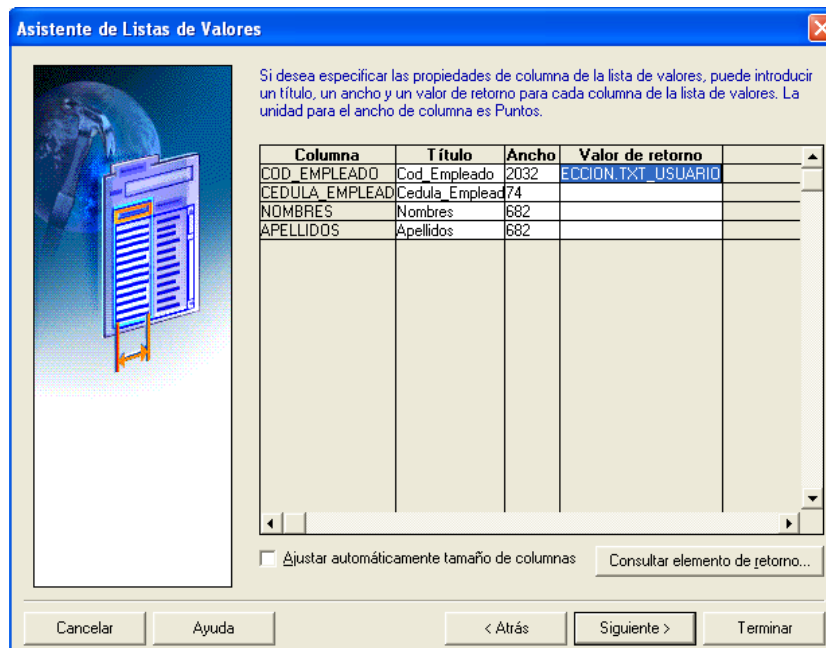 Asistente de Listas de Valores
Si desea especificar las propiedades de columna de la lista de valores, puede introducir
un título, un ancho y un valor de retorno para cada columna de la lista de valores. La
unidad para el ancho de columna es Puntos.
Columna Título Ancho Valor de retorno
COD_EMPLEADO Cod_Empleado 2032 ECCION.TXT_USUARIO
CEDULA_EMPLEAD Cedula_Emplead 74
NOMBRES Nombres 682
APELLIDOS Apellidos 682
Ajustar automáticamente tamaño de columnas Consultar elemento de retorno...
Cancelar Ayuda < Atrás Siguiente > Terminar